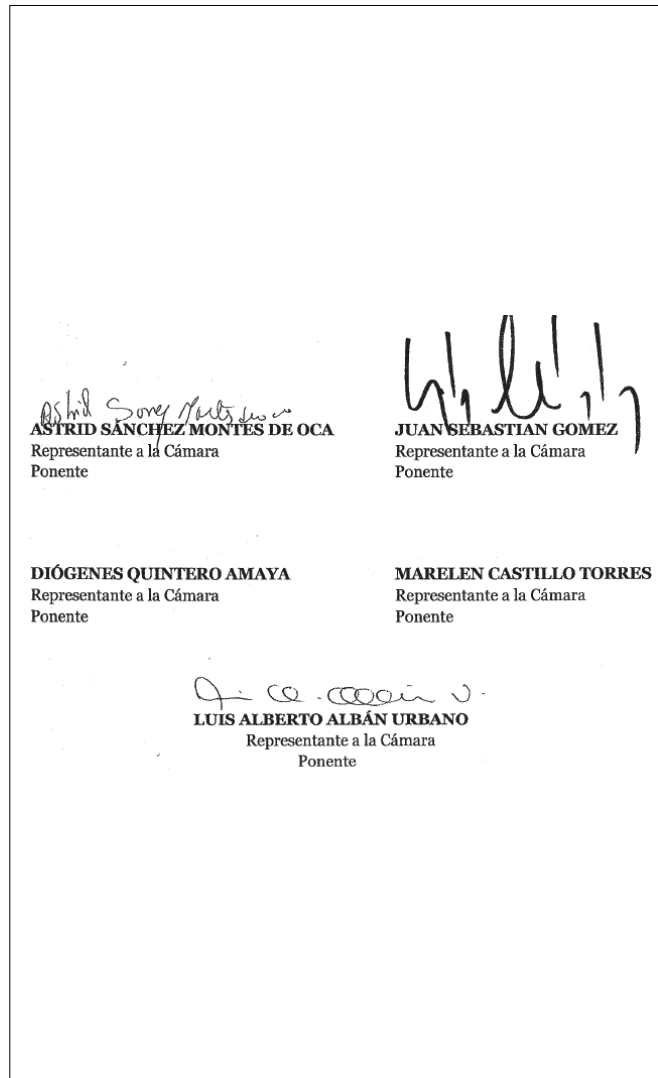 Astrid
ASTRID SÁNCHEZ MONTES DE OCA
Representante a la Cámara
Ponente
JUAN SEBASTIAN GOMEZ
Representante a la Cámara
Ponente
DIÓGENES QUINTERO AMAYA
Representante a la Cámara
Ponente
MARELEN CASTILLO TORRES
Representante a la Cámara
Ponente
LUIS ALBERTO ALBÁN URBANO
Representante a la Cámara
Ponente